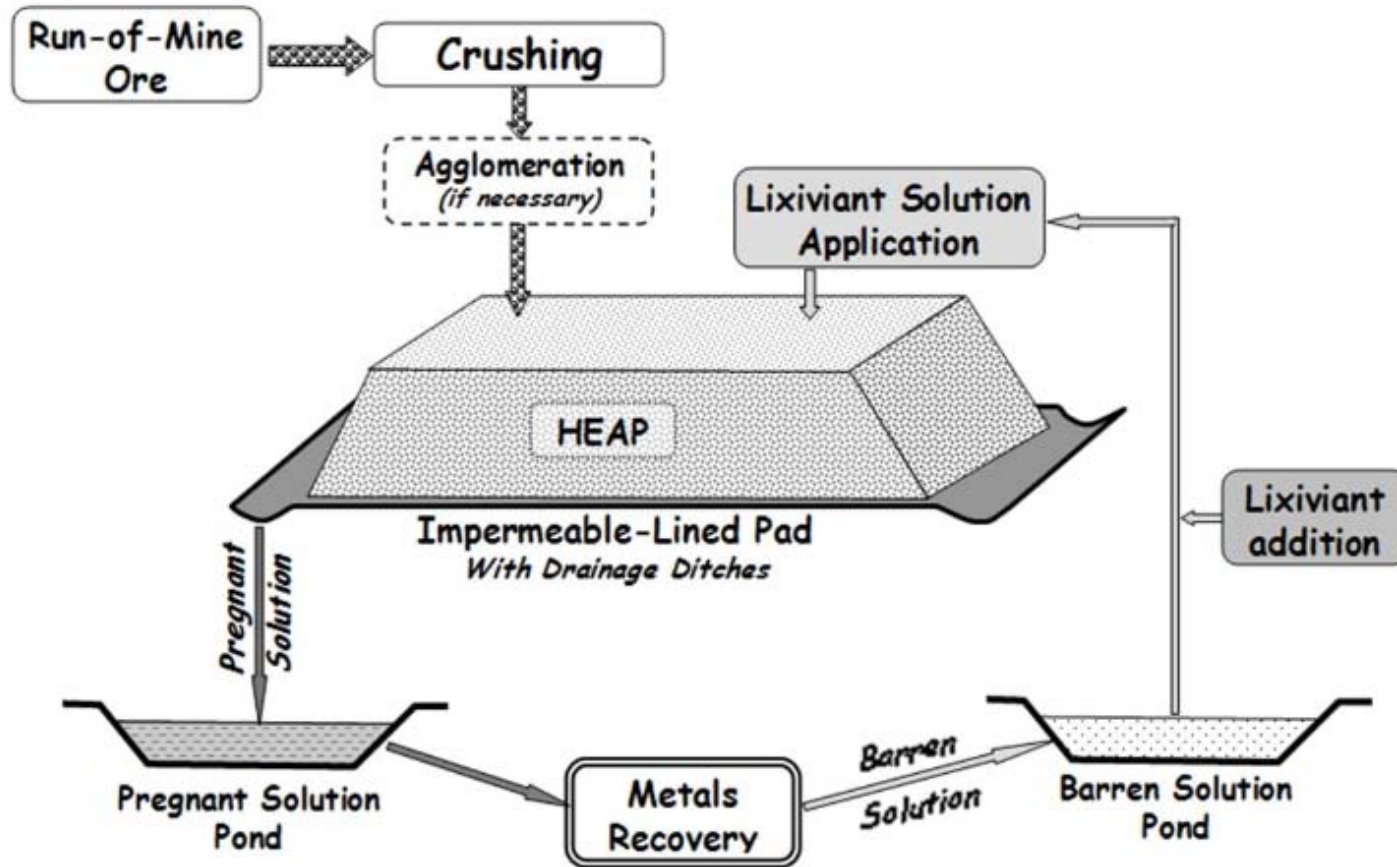 Run-of-Mine
Ore
Crushing
Agglomeration
(if necessary)
Lixiviant Solution
Application
HEAP
Impermeable-Lined Pad
With Drainage Ditches
Lixiviant
addition
Pregnant
Solution
Pregnant Solution
Pond
Metals
Recovery
Barren
Solution
Barren Solution
Pond